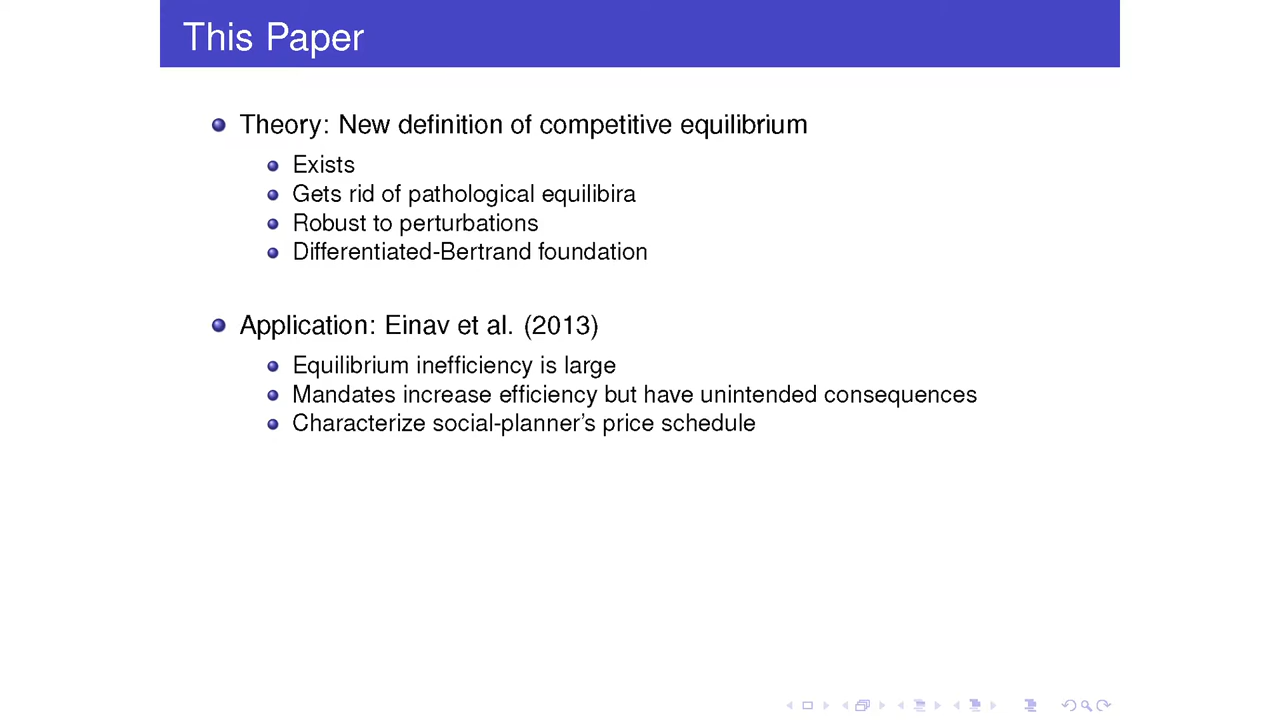 This Paper
Theory: New definition of competitive equilibrium
Exists
Gets rid of pathological equilibira
Robust to perturbations
Differentiated-Bertrand foundation
Application: Einav et al. (2013)
Equilibrium inefficiency is large
Mandates increase efficiency but have unintended consequences
Characterize social-planner's price schedule